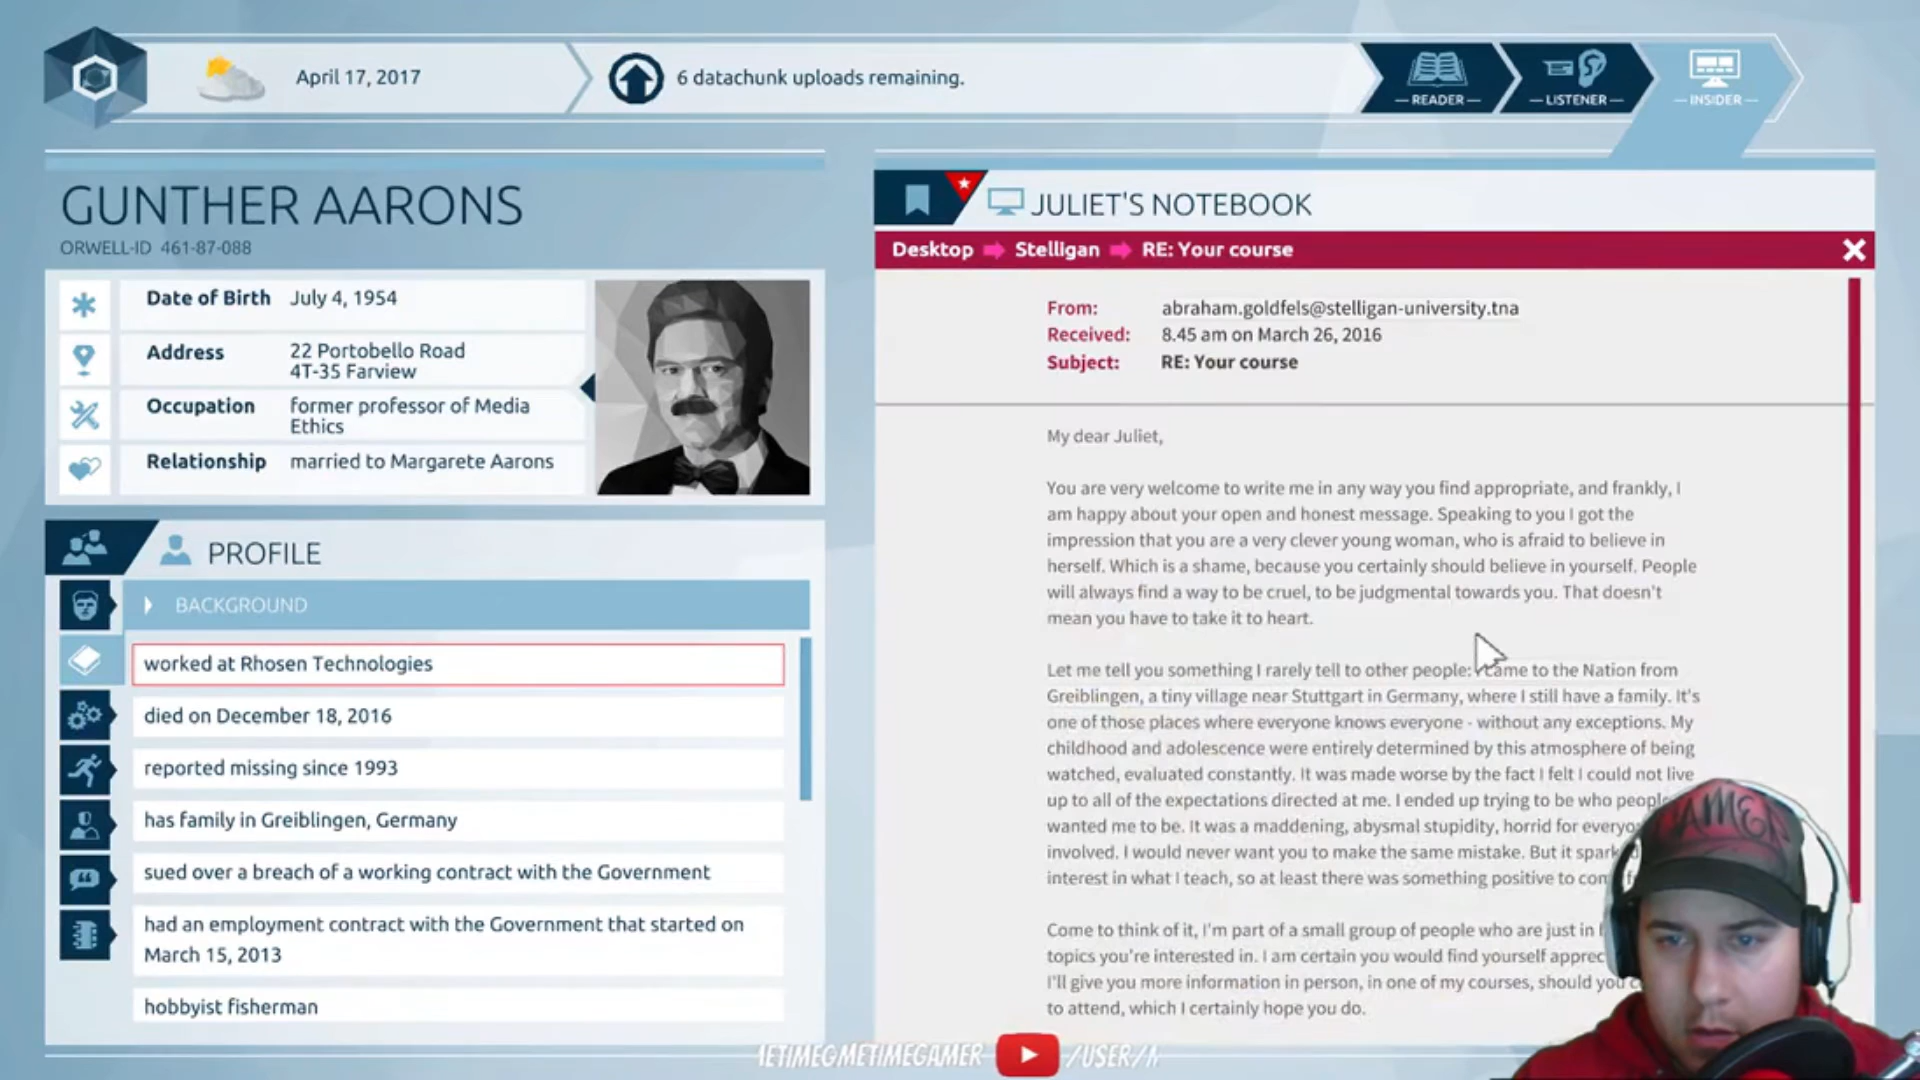 April 17, 2017
6 datachunk uploads remaining.
READER
LISTENER
INSIDER
GUNTHER AARONS
ORWELL-ID 461-87-088
Date of Birth July 4, 1954
Address 22 Portobello Road
4T-35 Farview
Occupation former professor of Media
Ethics
Relationship married to Margarete Aarons
PROFILE
BACKGROUND
worked at Rhosen Technologies
died on December 18, 2016
reported missing since 1993
has family in Greiblingen, Germany
sued over a breach of a working contract with the Government
had an employment contract with the Government that started on
March 15, 2013
hobbyist fisherman
JULIET'S NOTEBOOK
Desktop Stelligan RE: Your course
From: abraham.goldfels@stelligan-university.tna
Received: 8.45 am on March 26, 2016
Subject: RE: Your course
My dear Juliet,
You are very welcome to write me in any way you find appropriate, and frankly, I
am happy about your open and honest message. Speaking to you I got the
impression that you are a very clever young woman, who is afraid to believe in
herself. Which is a shame, because you certainly should believe in yourself. People
will always find a way to be cruel, to be judgmental towards you. That doesn't
mean you have to take it to heart.
Let me tell you something I rarely tell to other people: came to the Nation from
Greiblingen, a tiny village near Stuttgart in Germany, where I still have a family. It's
one of those places where everyone knows everyone - without any exceptions. My
childhood and adolescence were entirely determined by this atmosphere of being
watched, evaluated constantly. It was made worse by the fact I felt I could not live
up to all of the expectations directed at me. I ended up trying to be who
wanted me to be. It was a maddening, abysmal stupidity, horrid for
involved. I would never want you to make the same mistake. But it
interest in what I teach, so at least there was something positive to
Come to think of it, I'm part of a small group of people who are just in
topics you're interested in. I am certain you would find yourself
I'll give you more information in person, in one of my courses, should you
to attend, which I certainly hope you do.
METIMEGAMER /USER/
GAMER